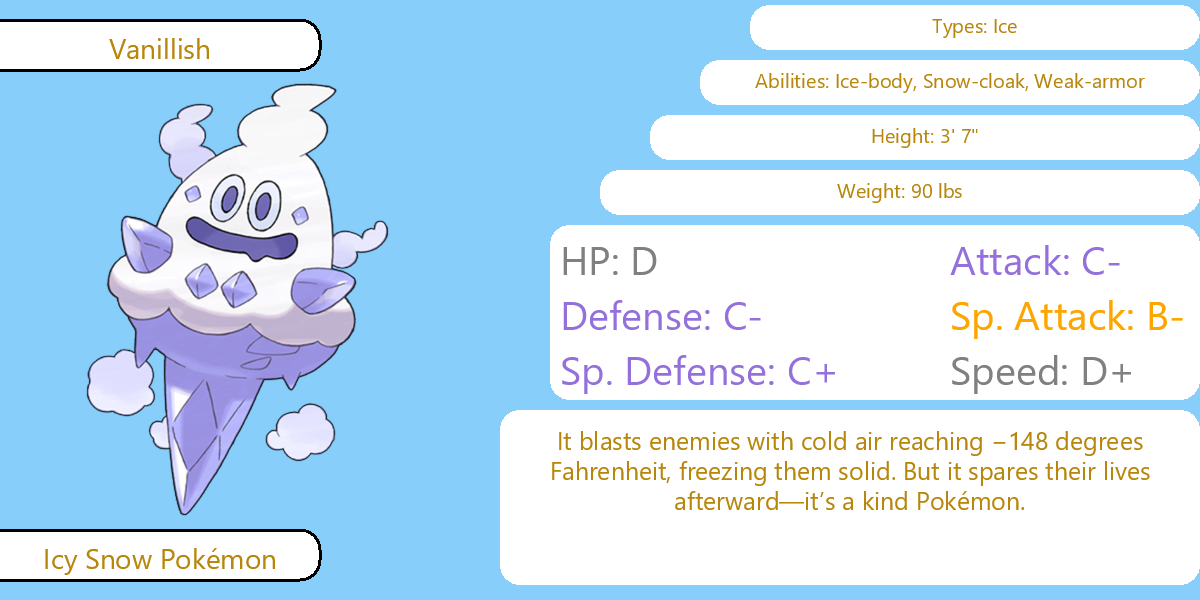 Vanillish
Types: Ice
Abilities: Ice-body, Snow-cloak, Weak-armor
Height: 3' 7"
Weight: 90 lbs
HP: D
Attack: C-
Defense: C-
Sp. Attack: B-
Sp. Defense: C+
Speed: D+
It blasts enemies with cold air reaching −148 degrees
Fahrenheit, freezing them solid. But it spares their lives
afterward—it’s a kind Pokémon.
Icy Snow Pokémon